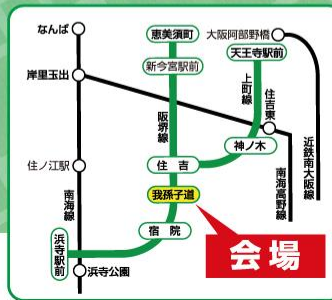 なんば
恵美須町
大阪阿部野橋
天王寺駅前
新今宮駅前
岸里玉出
上町線
阪堺線
住吉東
神ノ木
近鉄南大阪線
住ノ江駅
住吉
南海高野線
我孫子道
南海線
宿院
会場
浜寺駅前
浜寺公園